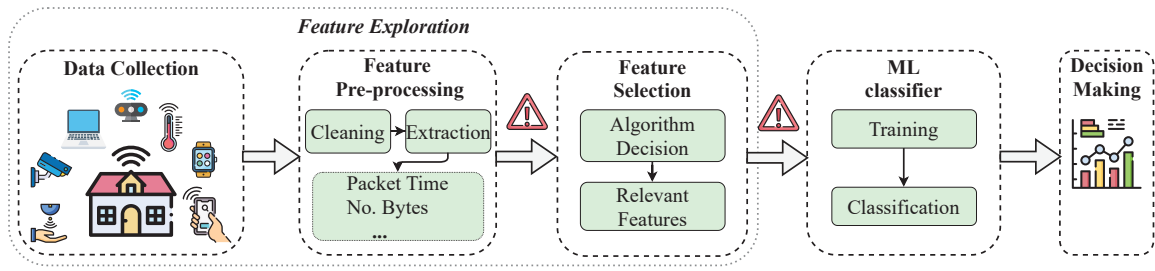 Feature Exploration
Data Collection
Feature
Pre-processing
Cleaning
Extraction
Packet Time
No. Bytes
...
Feature
Selection
Algorithm
Decision
Relevant
Features
ML
classifier
Training
Classification
Decision
Making